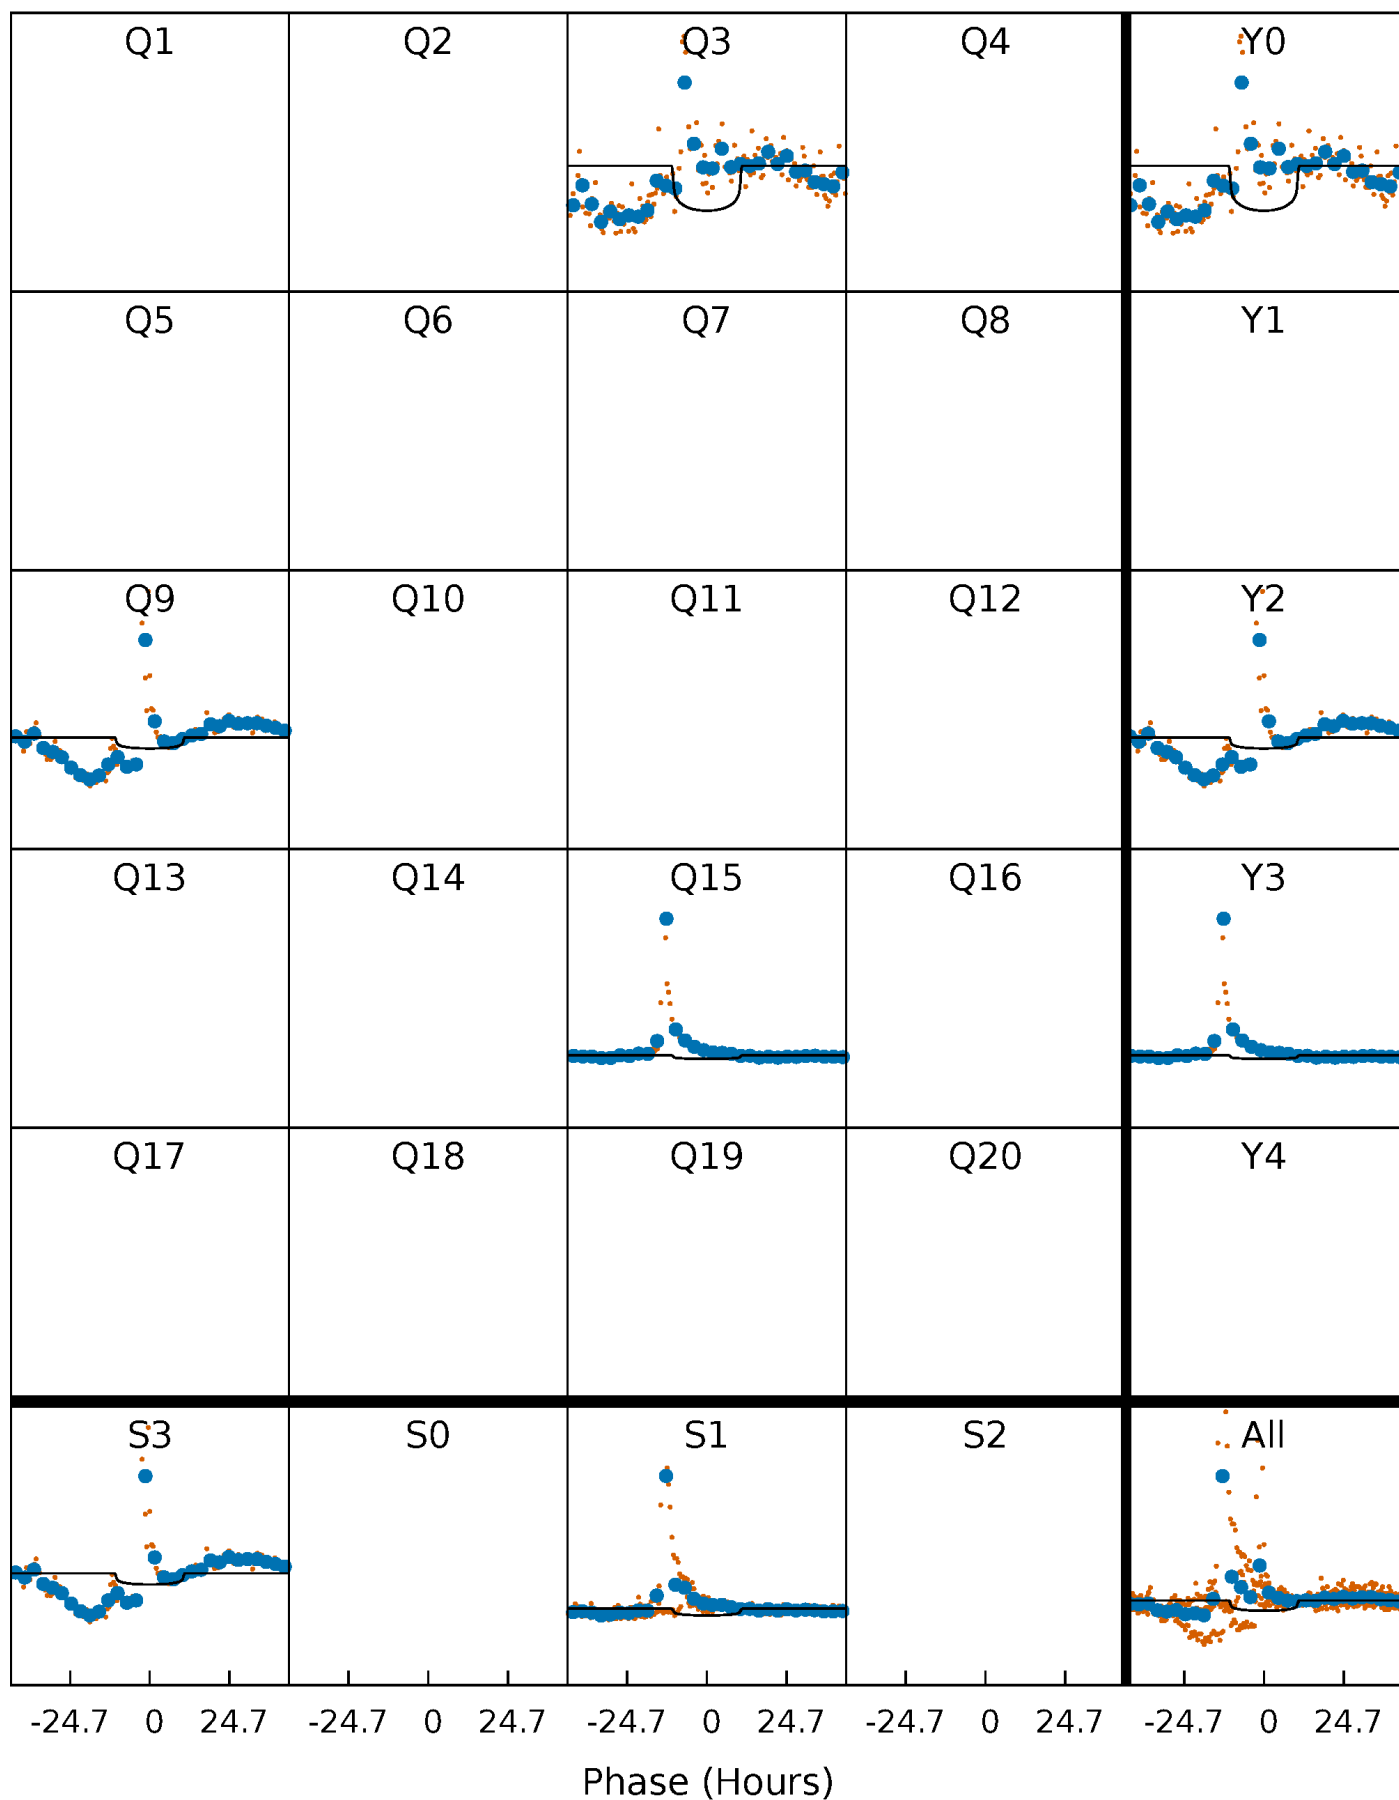 Q1 Q2 Q3 Q4 Y0
Q5 Q6 Q7 Q8 Y1
Q9 Q10 Q11 Q12 Y2
Q13 Q14 Q15 Q16 Y3
Q17 Q18 Q19 Q20 Y4
S3 S0 S1 S2 All
-24.7 0 24.7 -24.7 0 24.7 -24.7 0 24.7 -24.7 0 24.7 -24.7 0 24.7
Phase (Hours)